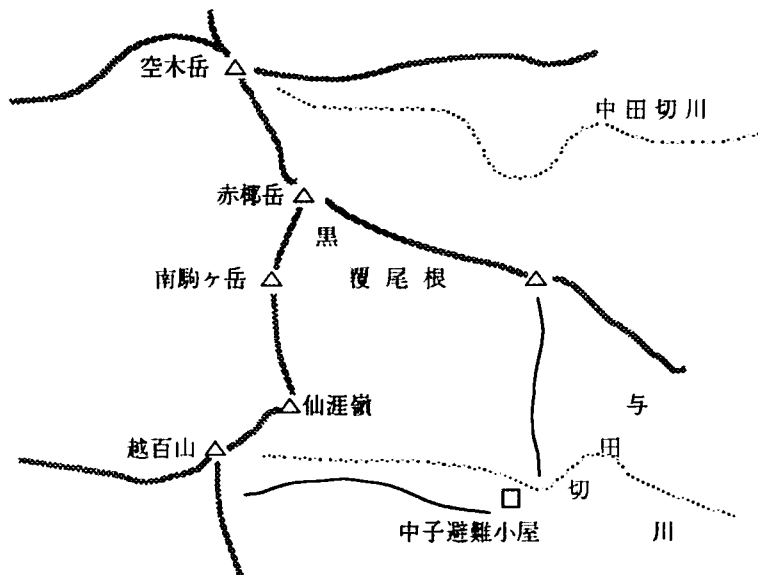 空木岳
中田切川
赤梛岳
黒覆尾根
南駒ヶ岳
仙涯嶺
越百山
与田切川
中子避難小屋